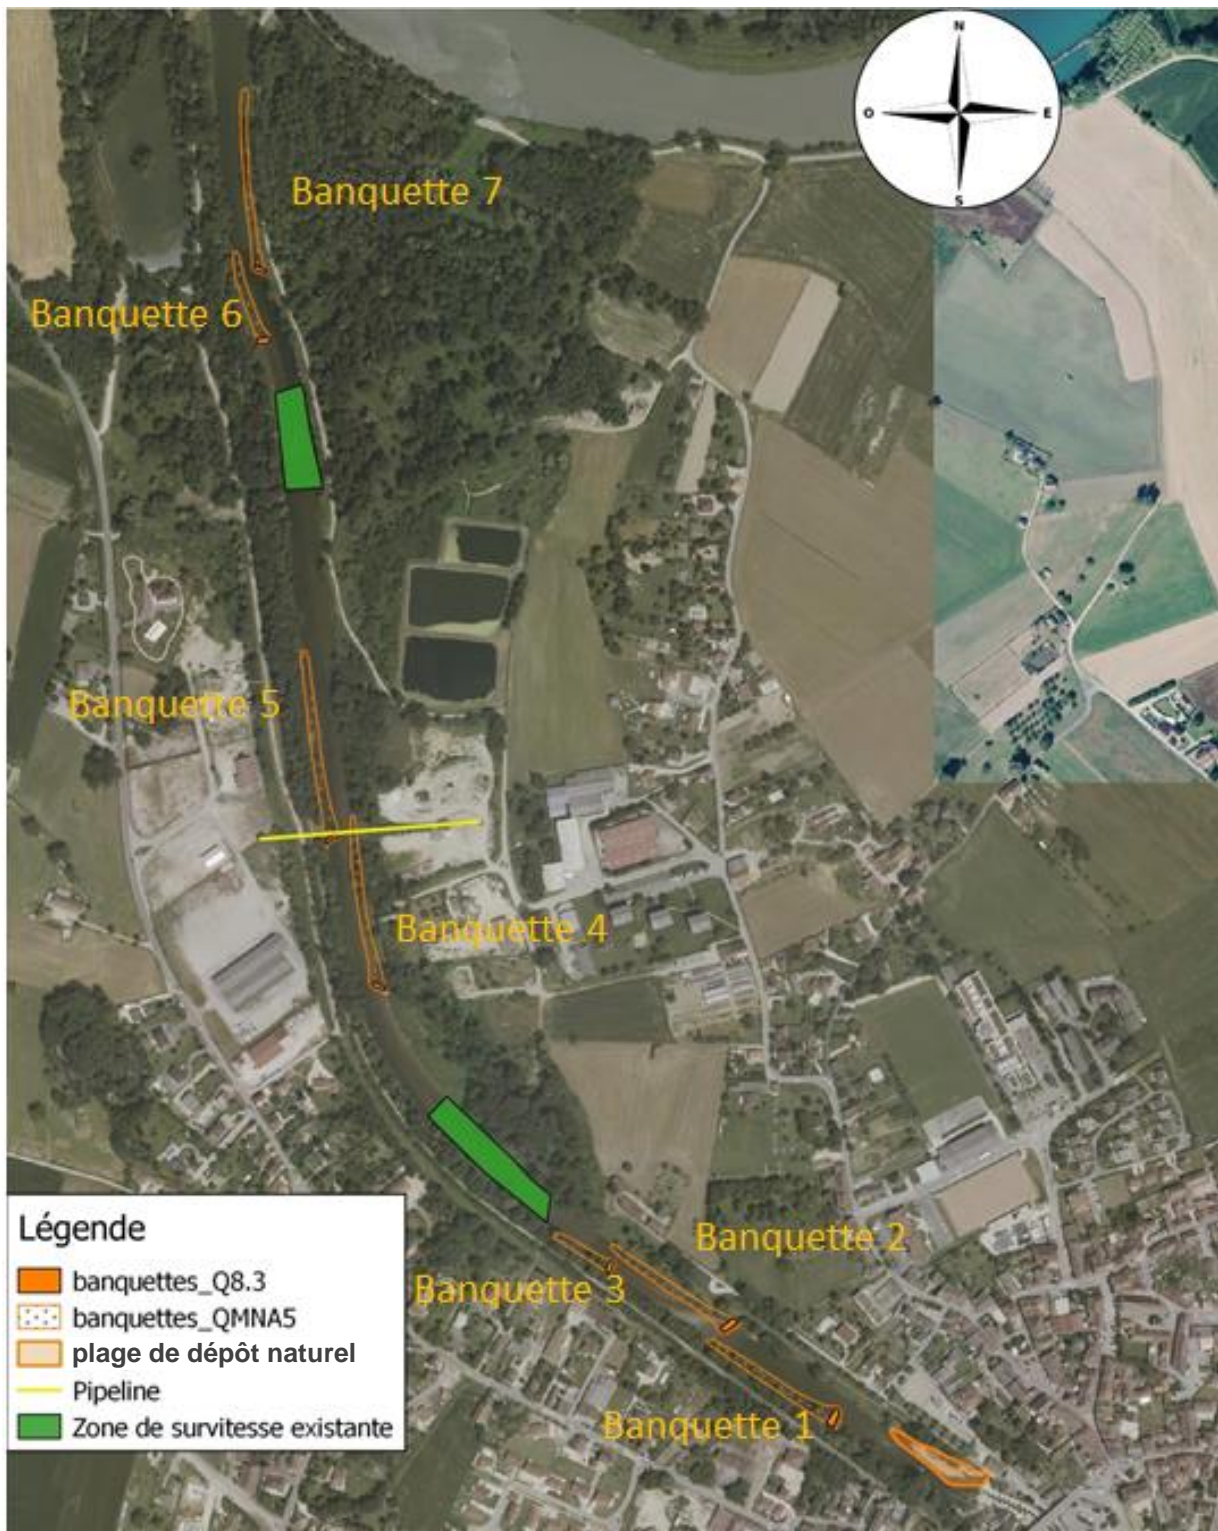 N
O
E
S
Banquette 7
Banquette 6
Banquette 5
Banquette 4
Banquette 2
Banquette 3
Banquette 1
Légende
banquettes_Q8.3
banquettes_QMNA5
plage de dépôt naturel
Pipeline
Zone de survitesse existante